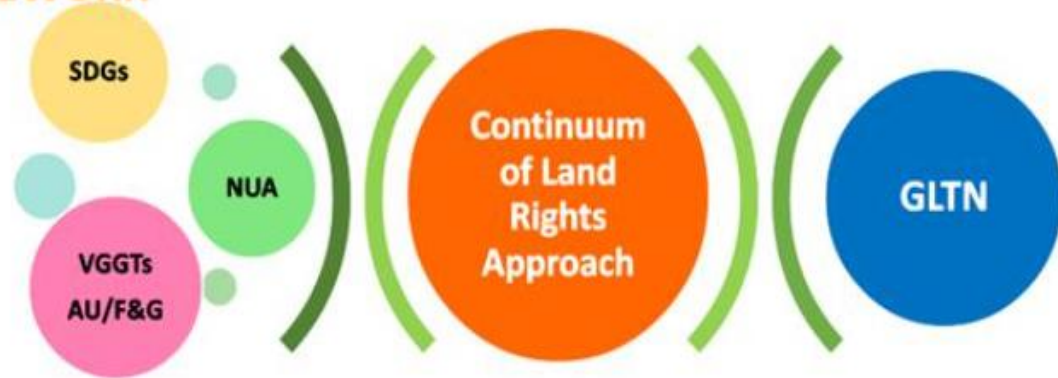 SDGs
NUA
VGGTs
AU/F&G
Continuum
of Land
Rights
Approach
GLTN